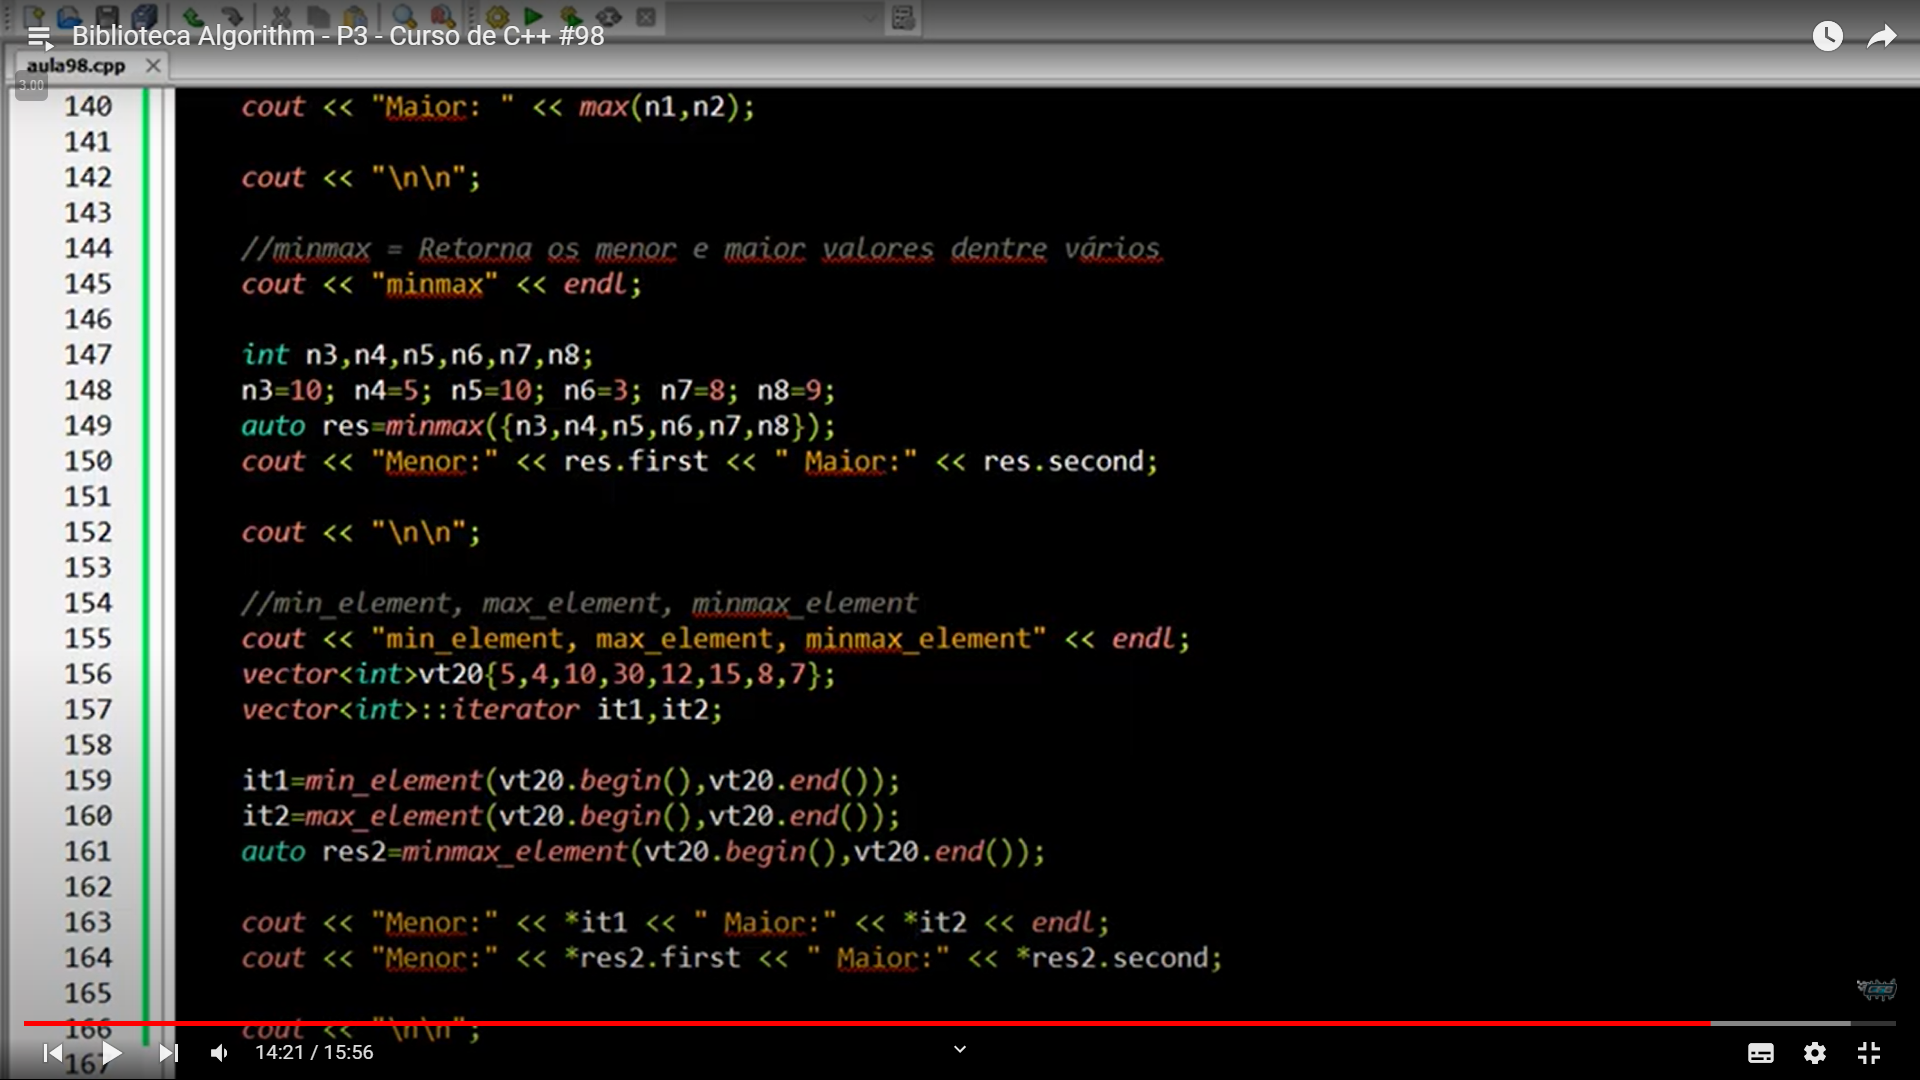 Biblioteca Algorithm - P3 - Curso de C++ #98
aula98.cpp
3.00
140 cout << "Maior: " << max(n1,n2);
141
142 cout << "\n\n";
143
144 //minmax = Retorna os menor e maior valores dentre vários
145 cout << "minmax" << endl;
146
147 int n3,n4,n5,n6,n7,n8;
148 n3=10; n4=5; n5=10; n6=3; n7=8; n8=9;
149 auto res=minmax({n3,n4,n5,n6,n7,n8});
150 cout << "Menor:" << res.first << " Maior:" << res.second;
151
152 cout << "\n\n";
153
154 //min_element, max_element, minmax_element
155 cout << "min_element, max_element, minmax_element" << endl;
156 vector<int>vt20{5,4,10,30,12,15,8,7};
157 vector<int>::iterator it1,it2;
158
159 it1=min_element(vt20.begin(),vt20.end());
160 it2=max_element(vt20.begin(),vt20.end());
161 auto res2=minmax_element(vt20.begin(),vt20.end());
162
163 cout << "Menor:" << *it1 << " Maior:" << *it2 << endl;
164 cout << "Menor:" << *res2.first << " Maior:" << *res2.second;
165
166 cout << "\n\n";
167
14:21 / 15:56